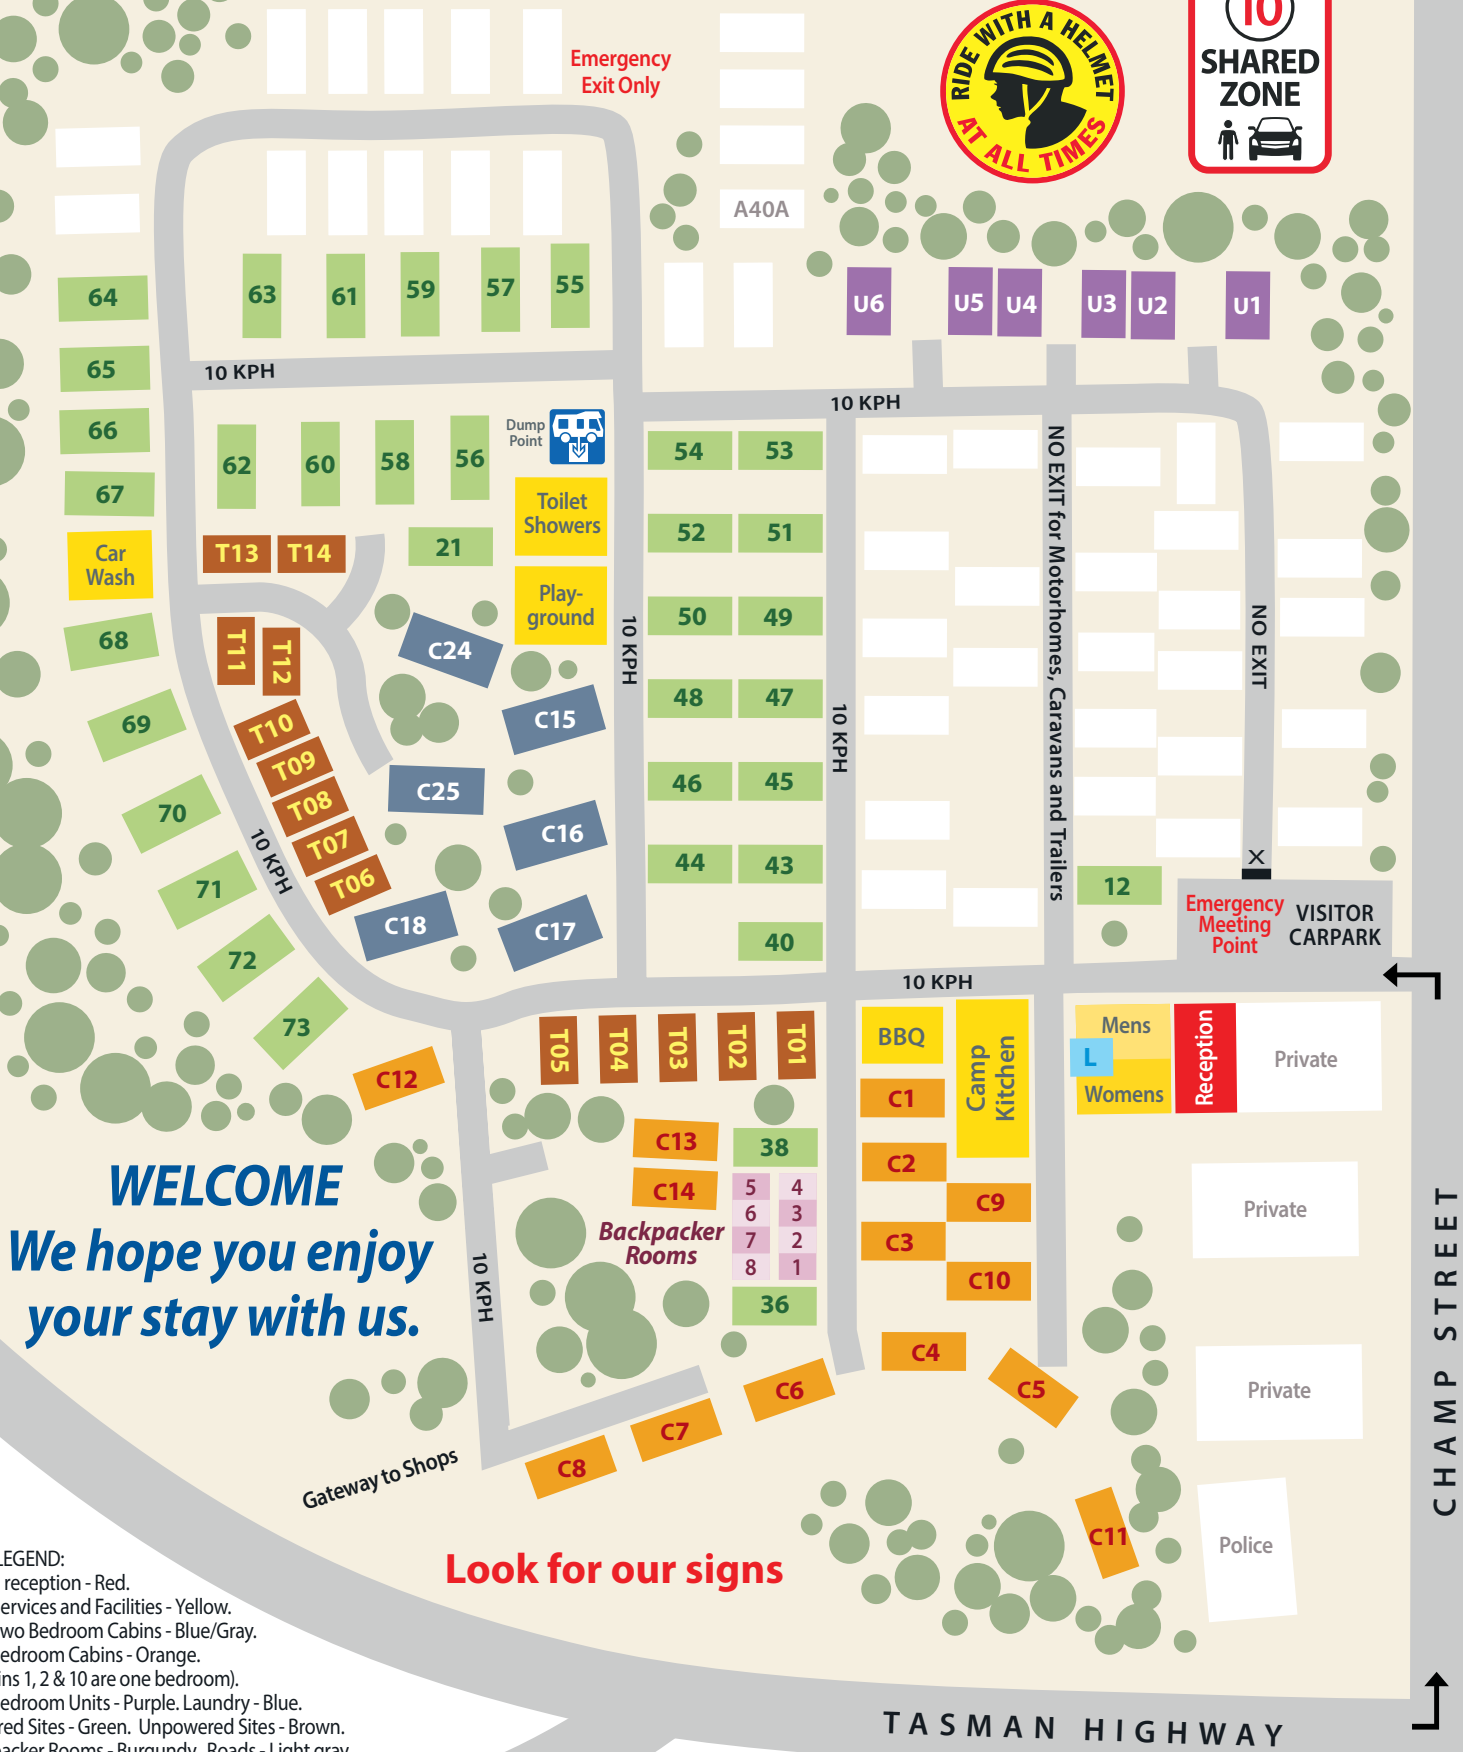 RIDE WITH A HELMET
AT ALL TIMES
10
SHARED
ZONE
Emergency
Exit Only
A40A
U6
U5
U4
U3
U2
U1
64
63
61
59
57
55
65
10 KPH
10 KPH
66
62
60
58
56
Dump
Point
54
53
67
Toilet
Showers
Car
Wash
T13
T14
21
52
51
Play-
ground
68
T11
T12
C24
50
49
10 KPH
NO EXIT for Motorhomes, Caravans and Trailers
NO EXIT
69
T10
C15
48
47
10 KPH
T09
C25
46
45
70
T08
T07
C16
10 KPH
71
T06
44
43
X
C18
C17
12
Emergency
Meeting
Point
VISITOR
CARPARK
72
40
10 KPH
73
T05
T04
T03
T02
T01
BBQ
Camp
Kitchen
Mens
L
Womens
Reception
Private
C12
C1
C13
38
C2
C14
5
4
6
3
7
2
8
1
Backpacker
Rooms
C9
C3
C10
36
Private
WELCOME
We hope you enjoy
your stay with us.
10 KPH
C4
C5
C6
C7
C8
Private
CHAMP STREET
Gateway to Shops
C11
Police
Look for our signs
LEGEND:
reception - Red.
ervices and Facilities - Yellow.
wo Bedroom Cabins - Blue/Gray.
edroom Cabins - Orange.
ins 1, 2 & 10 are one bedroom).
edroom Units - Purple. Laundry - Blue.
red Sites - Green. Unpowered Sites - Brown.
packer Rooms - Burgundy. Roads - Light gray
TASMAN HIGHWAY